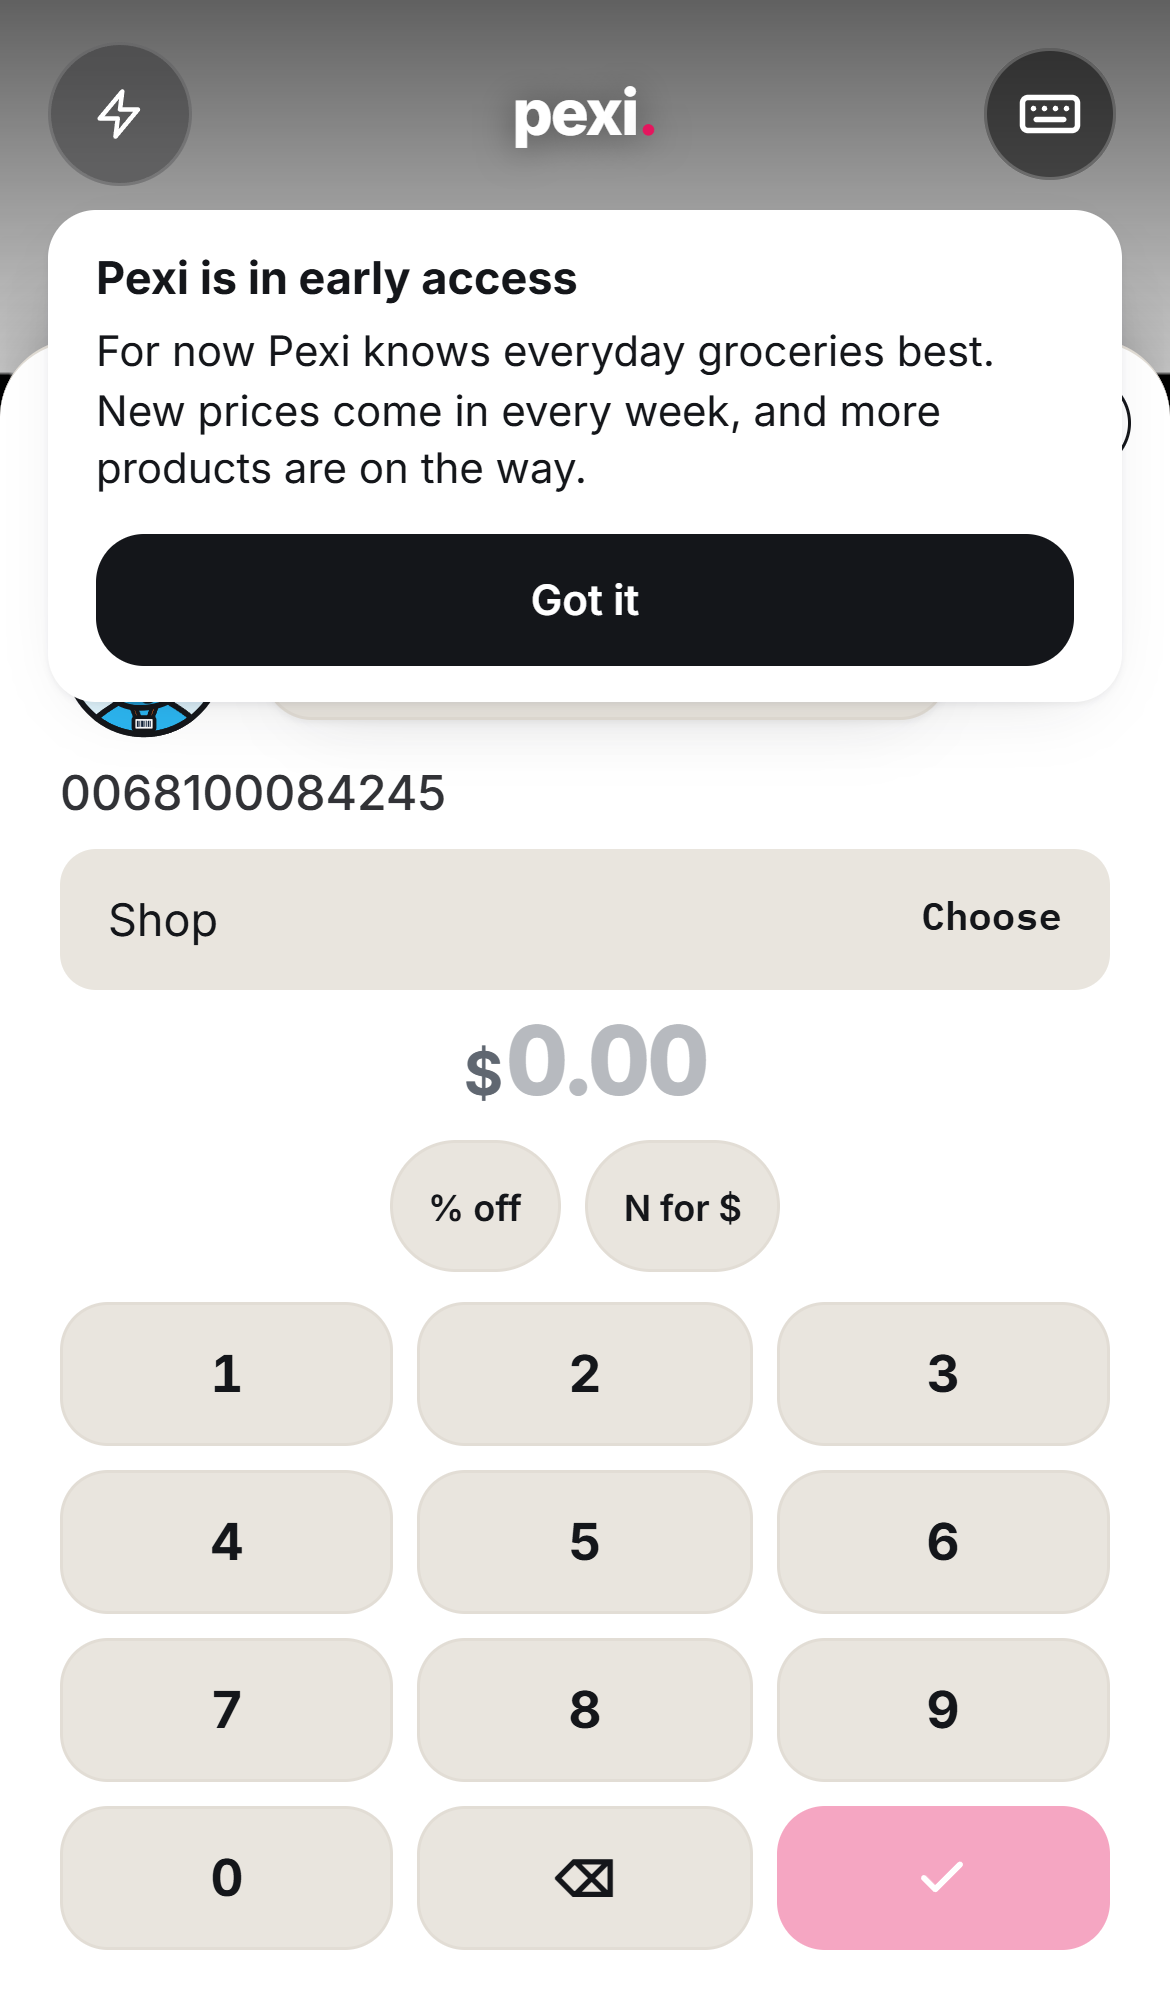 pexi.
Pexi is in early access
For now Pexi knows everyday groceries best.
New prices come in every week, and more
products are on the way.
Got it
0068100084245
Shop
Choose
$0.00
% off
N for $
1
2
3
4
5
6
7
8
9
0